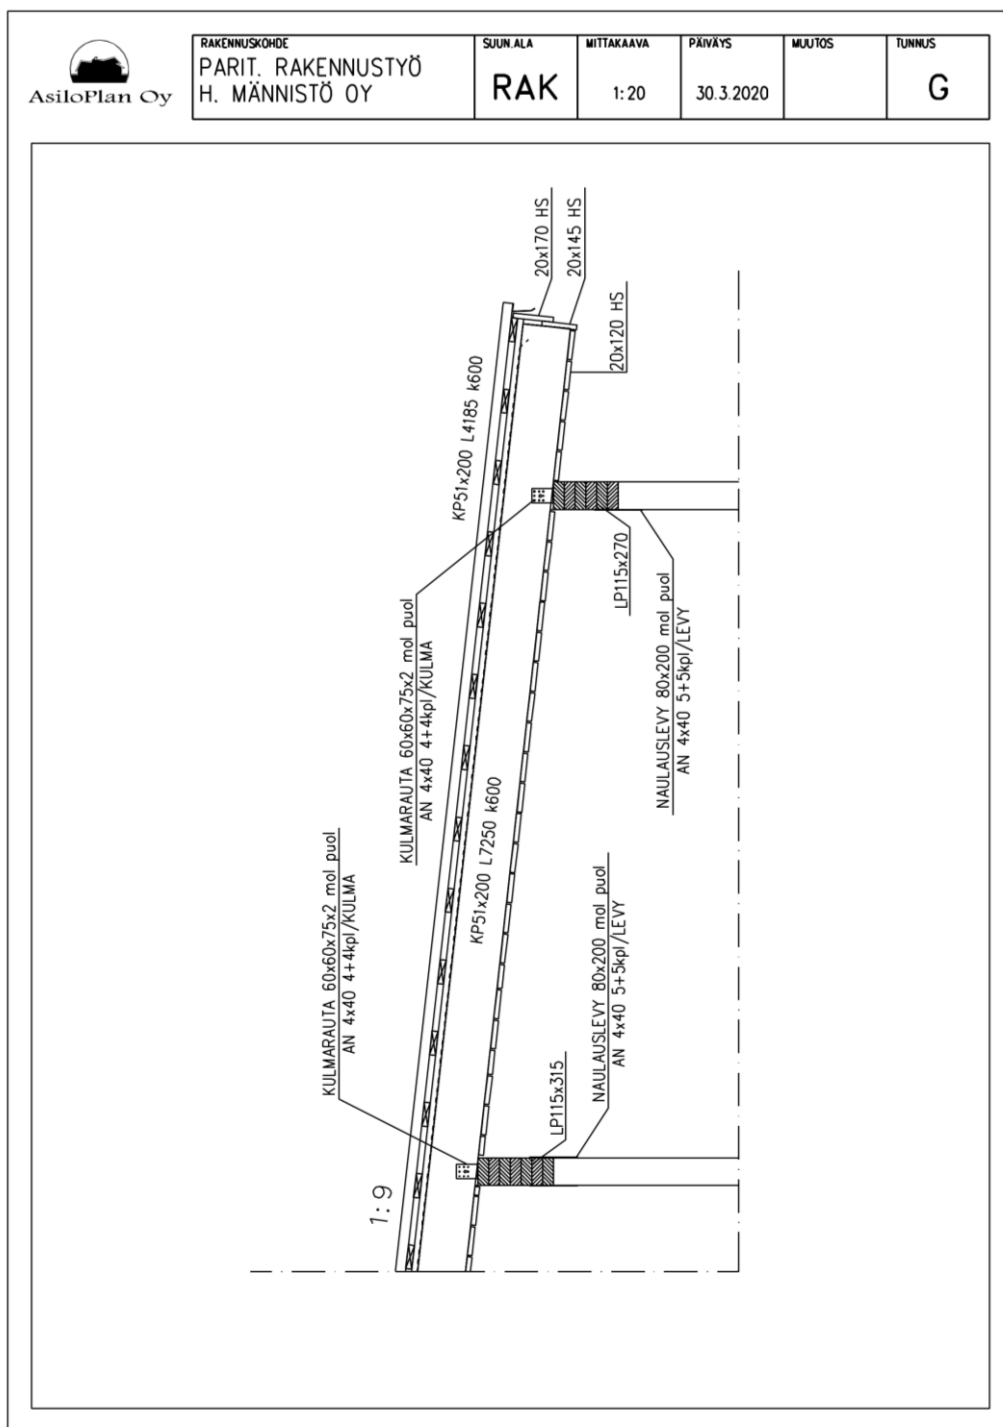 AsiloPlan Oy
RAKENNUSKOHDE
PARIT. RAKENNUSTYÖ
H. MÄNNISTÖ OY
SUUN.ALA
RAK
MITTAKAAVA
1:20
PÄIVÄYS
30.3.2020
MUUTOS
TUNNUS
G
20x170 HS
20x145 HS
20x120 HS
KP51x200 L4185 k600
KULMARAUTA 60x60x75x2 mol puol
AN 4x40 4+4kpl/KULMA
LP115x270
NAULAUSLEVY 80x200 mol puol
AN 4x40 5+5kpl/LEVY
KP51x200 L7250 k600
KULMARAUTA 60x60x75x2 mol puol
AN 4x40 4+4kpl/KULMA
NAULAUSLEVY 80x200 mol puol
AN 4x40 5+5kpl/LEVY
LP115x315
1:9